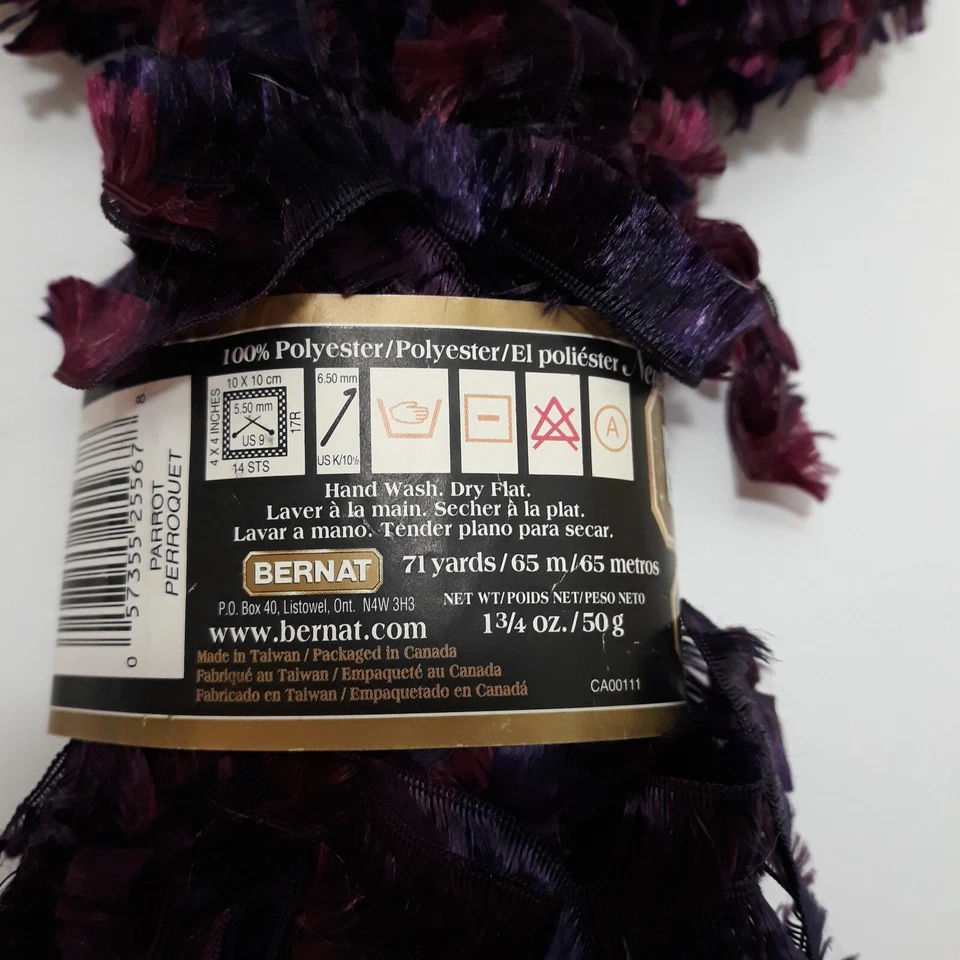 100% Polyester/Polyester/El poliéster
10 X 10 cm
4 X 4 INCHES
5.50 mm
US 9
17R
14 STS
6.50 mm
US K/10½
A
Hand Wash. Dry Flat.
Laver à la main. Secher à la plat.
Lavar a mano. Tender plano para secar.
BERNAT
71 yards/65 m/65 metros
P.O. Box 40, Listowel, Ont. N4W 3H3
NET WT/POIDS NET/PESO NETO
www.bernat.com
1 3/4 oz./50 g
Made in Taiwan / Packaged in Canada
Fabriqué au Taiwan / Empaqueté au Canada
Fabricado en Taiwan / Empaquetado en Canadá
CA00111
0 57355 25567 8
PARROT
PERROQUET